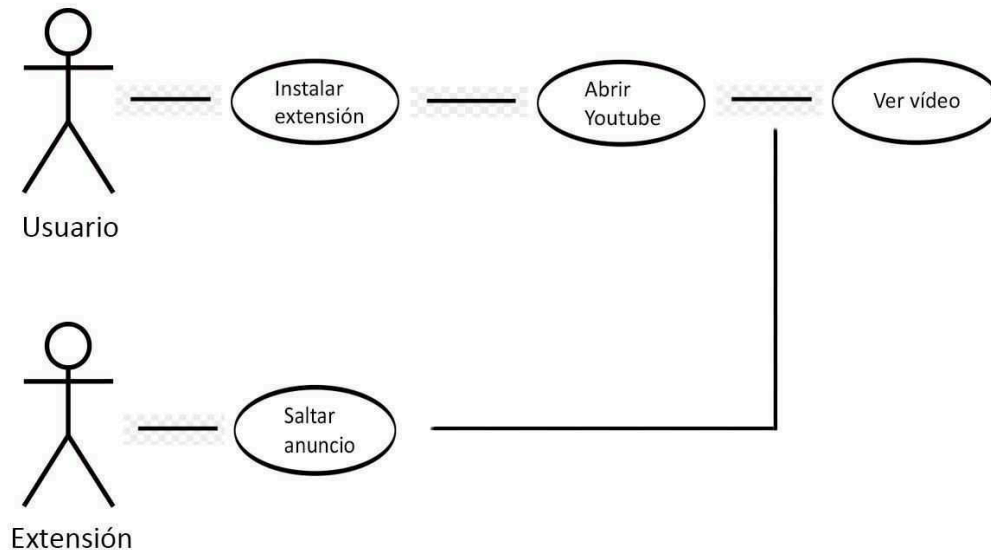 Instalar
extensión
Abrir
Youtube
Ver vídeo
Usuario
Saltar
anuncio
Extensión